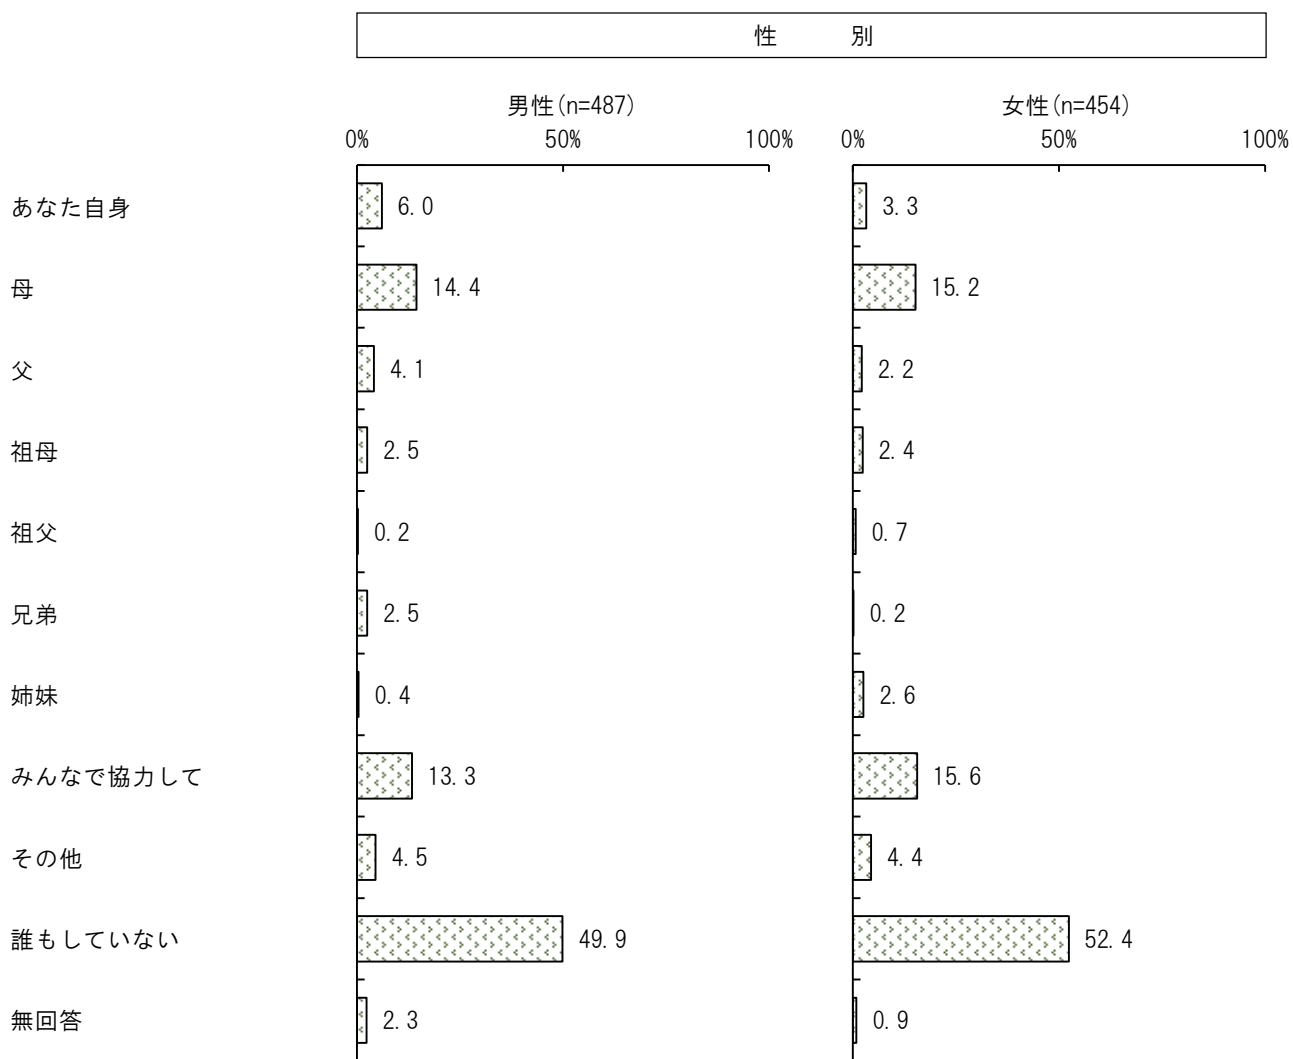 性 別
男性(n=487) 女性(n=454)
0% 50% 100% 0% 50% 100%
あなた自身 6.0 3.3
母 14.4 15.2
父 4.1 2.2
祖母 2.5 2.4
祖父 0.2 0.7
兄弟 2.5 0.2
姉妹 0.4 2.6
みんなで協力して 13.3 15.6
その他 4.5 4.4
誰もしていない 49.9 52.4
無回答 2.3 0.9